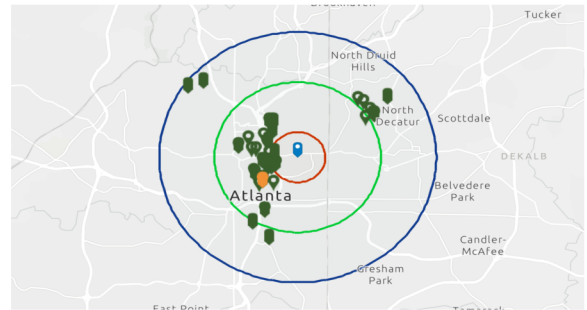 Tucker
North Druid
Hills
North
Decatur
Scottdale
DEKALB
Belvedere
Park
Atlanta
Candler-
McAfee
Gresham
Park
East Point